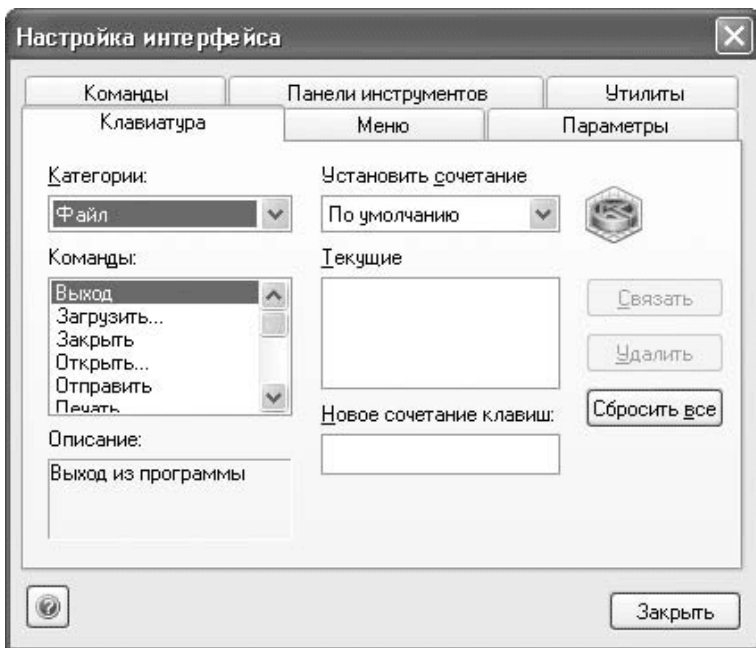 Настройка интерфейса
Команды
Панели инструментов
Утилиты
Клавиатура
Меню
Параметры
Категории:
Файл
Установить сочетание
По умолчанию
Команды:
Выход
Загрузить...
Закрыть
Открыть...
Отправить
Печать
Текущие
Связать
Удалить
Сбросить все
Новое сочетание клавиш:
Описание:
Выход из программы
Закрыть